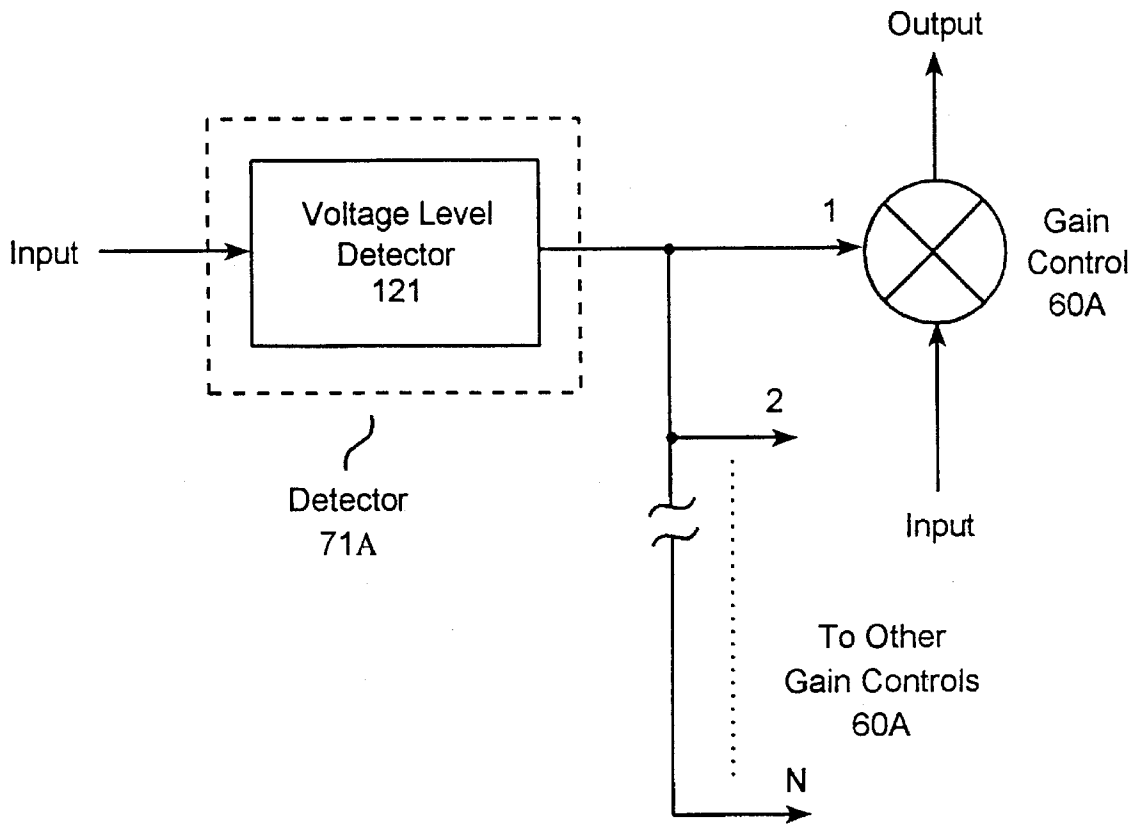 Output
Voltage Level
Detector
121
Input
1
Gain
Control
60A
2
Detector
71A
Input
To Other
Gain Controls
60A
N